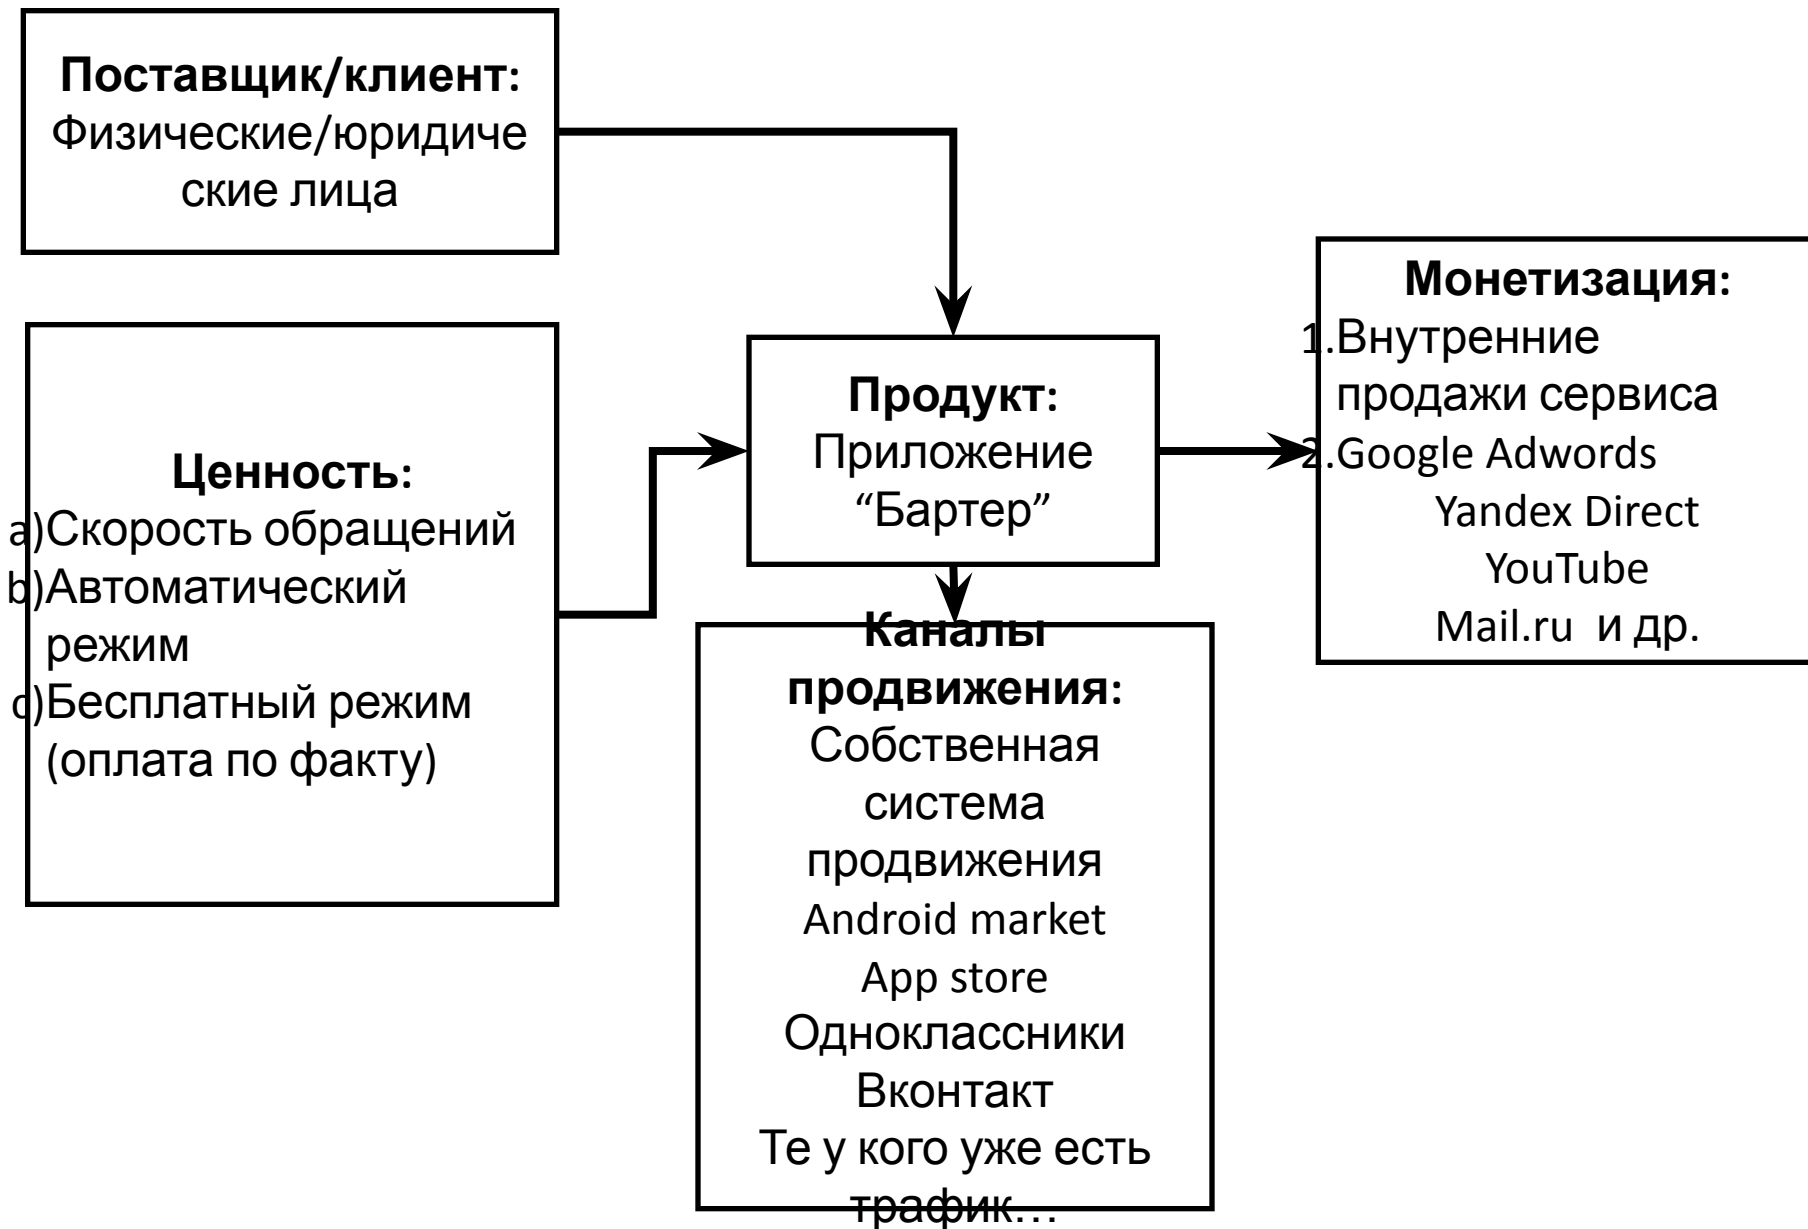 Поставщик/клиент:
Физические/юридиче
ские лица
Ценность:
a)Скорость обращений
b)Автоматический
режим
c)Бесплатный режим
(оплата по факту)
Продукт:
Приложение
“Бартер”
Каналы
продвижения:
Собственная
система
продвижения
Android market
App store
Одноклассники
Вконтакт
Те у кого уже есть
трафик…
Монетизация:
1.Внутренние
продажи сервиса
2.Google Adwords
Yandex Direct
YouTube
Mail.ru и др.